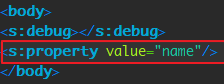 <body>
<s:debug></s:debug>
<s:property value="name"/>
</body>